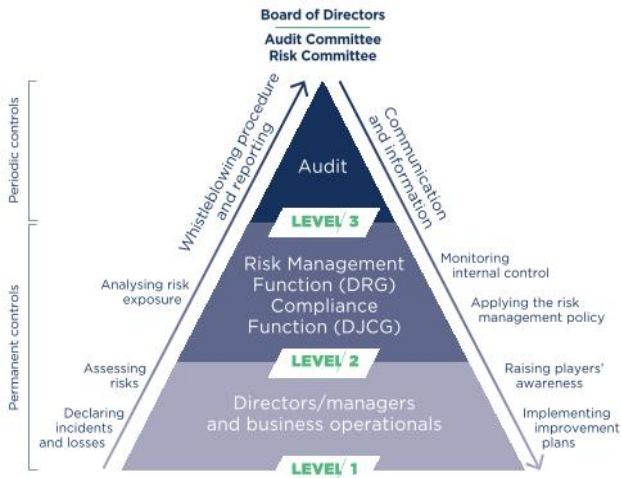 Board of Directors
Audit Committee
Risk Committee
Periodic controls
Permanent controls
Whistleblowing procedure
and reporting
Communication
and information
Audit
LEVEL/3
Risk Management
Function (DRG)
Compliance
Function (DJCG)
LEVEL/2
Directors/managers
and business operationals
LEVEL/1
Analysing risk
exposure
Assessing
risks
Declaring
incidents
and losses
Monitoring
internal control
Applying the risk
management policy
Raising players'
awareness
Implementing
improvement
plans